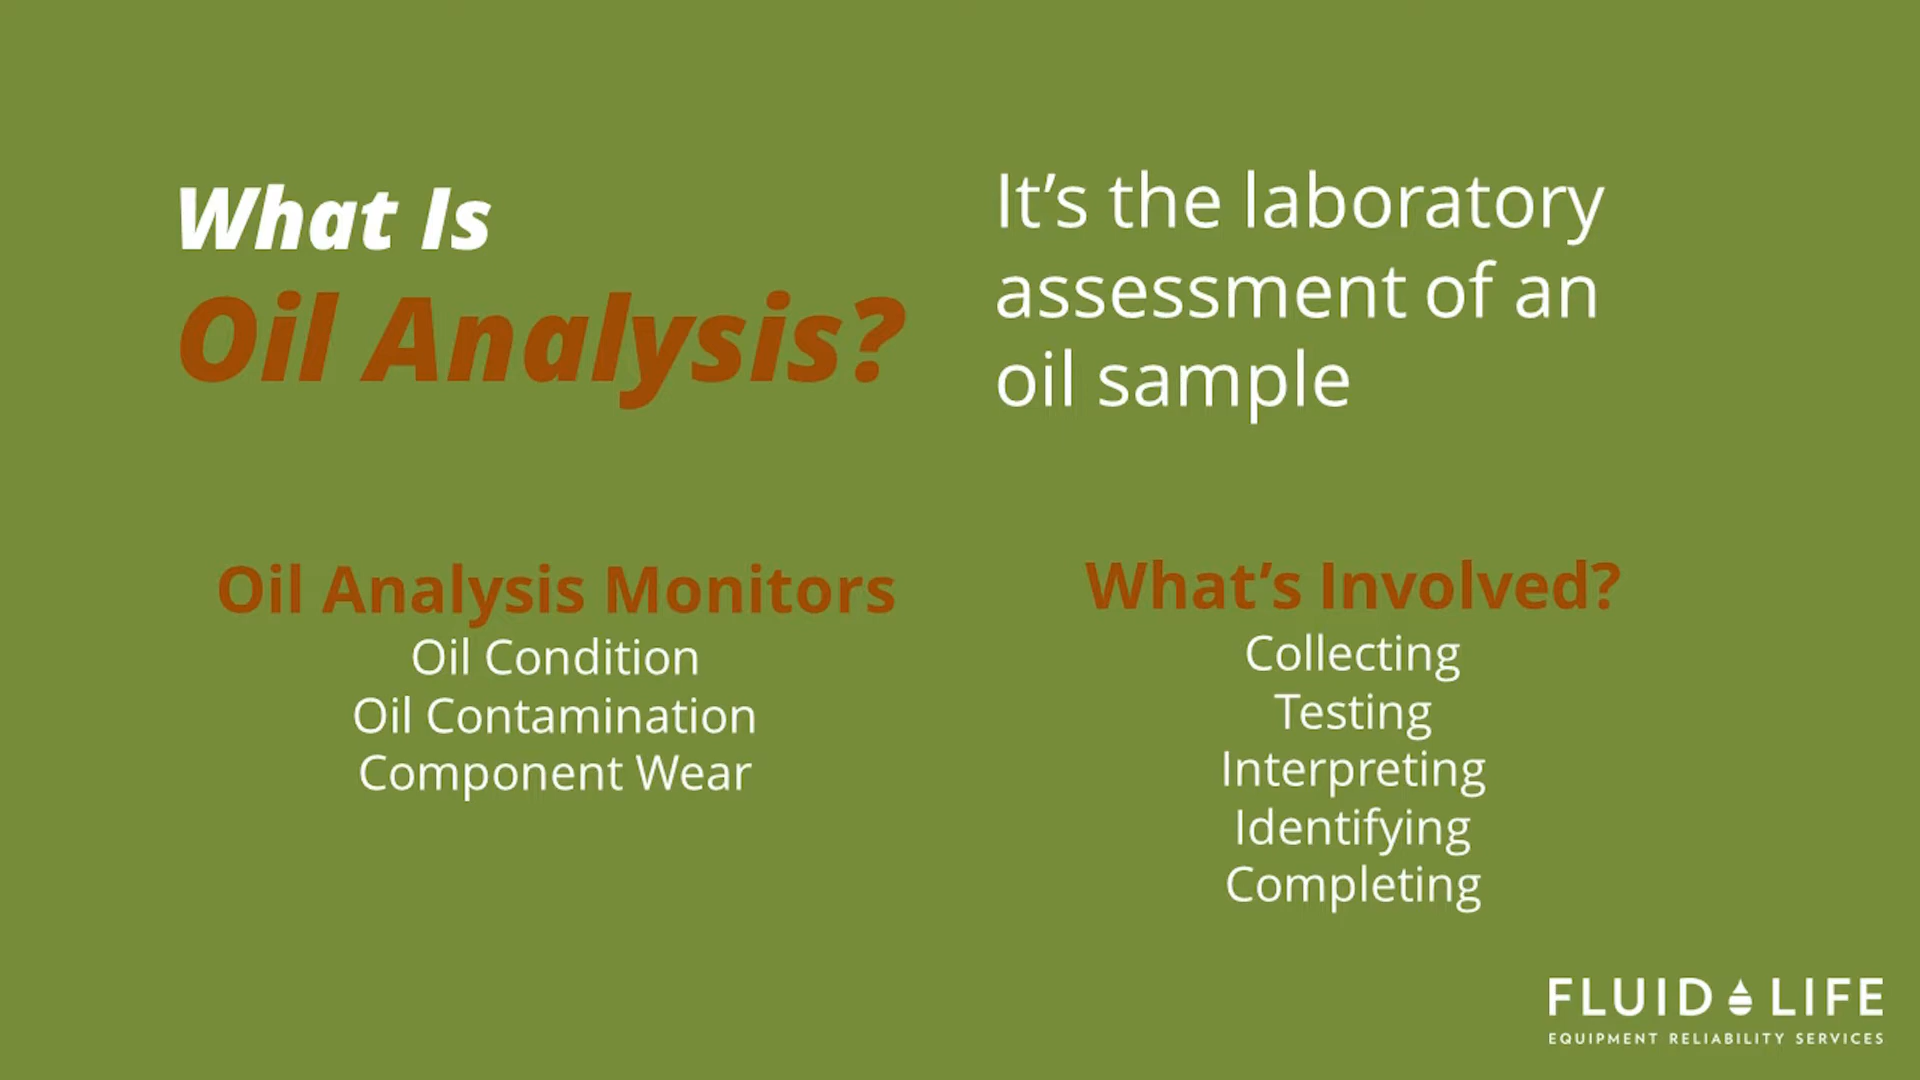 What Is
Oil Analysis?
It’s the laboratory
assessment of an
oil sample
Oil Analysis Monitors
Oil Condition
Oil Contamination
Component Wear
What’s Involved?
Collecting
Testing
Interpreting
Identifying
Completing
FLUID LIFE
EQUIPMENT RELIABILITY SERVICES